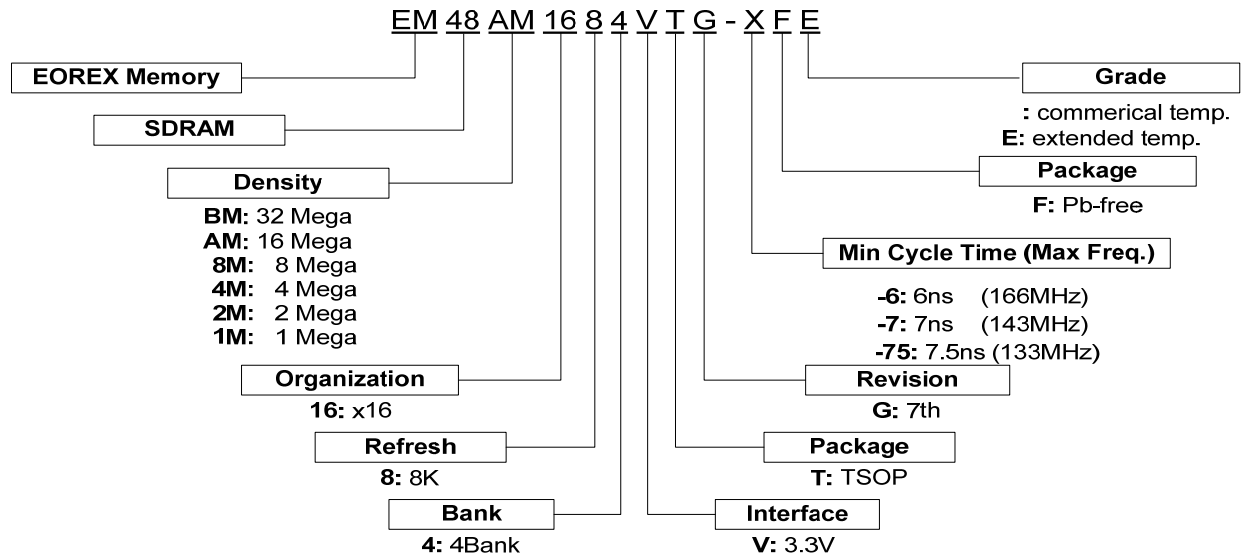 EM 48 AM 16 8 4 V T G - X F E
EOREX Memory
SDRAM
Density
BM: 32 Mega
AM: 16 Mega
8M: 8 Mega
4M: 4 Mega
2M: 2 Mega
1M: 1 Mega
Organization
16: x16
Refresh
8: 8K
Bank
4: 4Bank
Grade
: commerical temp.
E: extended temp.
Package
F: Pb-free
Min Cycle Time (Max Freq.)
-6: 6ns (166MHz)
-7: 7ns (143MHz)
-75: 7.5ns (133MHz)
Revision
G: 7th
Package
T: TSOP
Interface
V: 3.3V